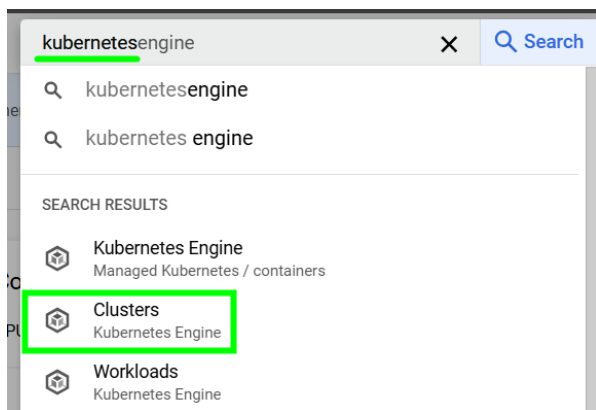 kubernetesengine
Search
kubernetesengine
kubernetes engine
SEARCH RESULTS
Kubernetes Engine
Managed Kubernetes / containers
Clusters
Kubernetes Engine
Workloads
Kubernetes Engine